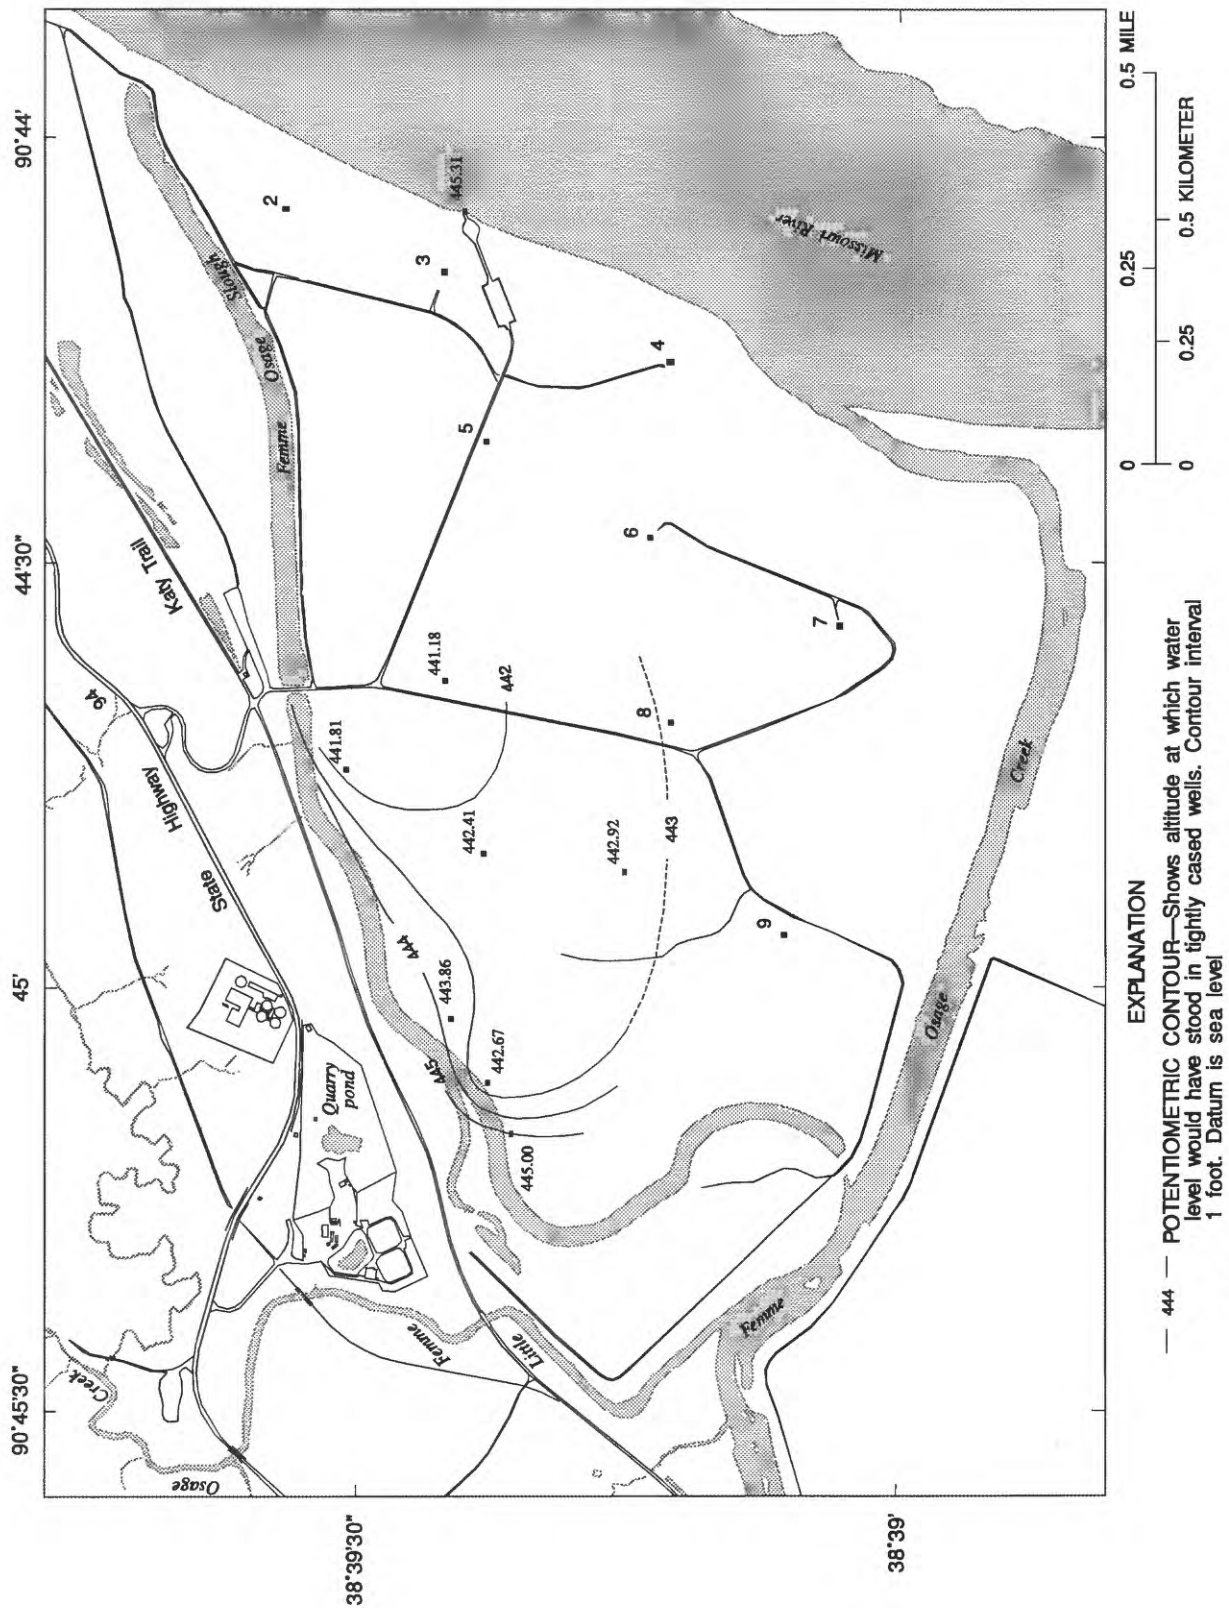 90°45'30"
45'
44'30"
90°44'
38°39'30"
38°39'
Creek
Osage
Little
Femme
Femme
Osage
Creek
State
Highway
94
Katy Trail
Quarry
pond
Femme
Osage
Slough
Missouri River
2
3
4
5
6
7
8
9
445.31
441.18
441.81
442.41
442.92
443.86
442.67
445.00
442
443
444
445
0 0.25 0.5 MILE
0 0.25 0.5 KILOMETER
EXPLANATION
— 444 — POTENTIOMETRIC CONTOUR—Shows altitude at which water
level would have stood in tightly cased wells. Contour interval
1 foot. Datum is sea level